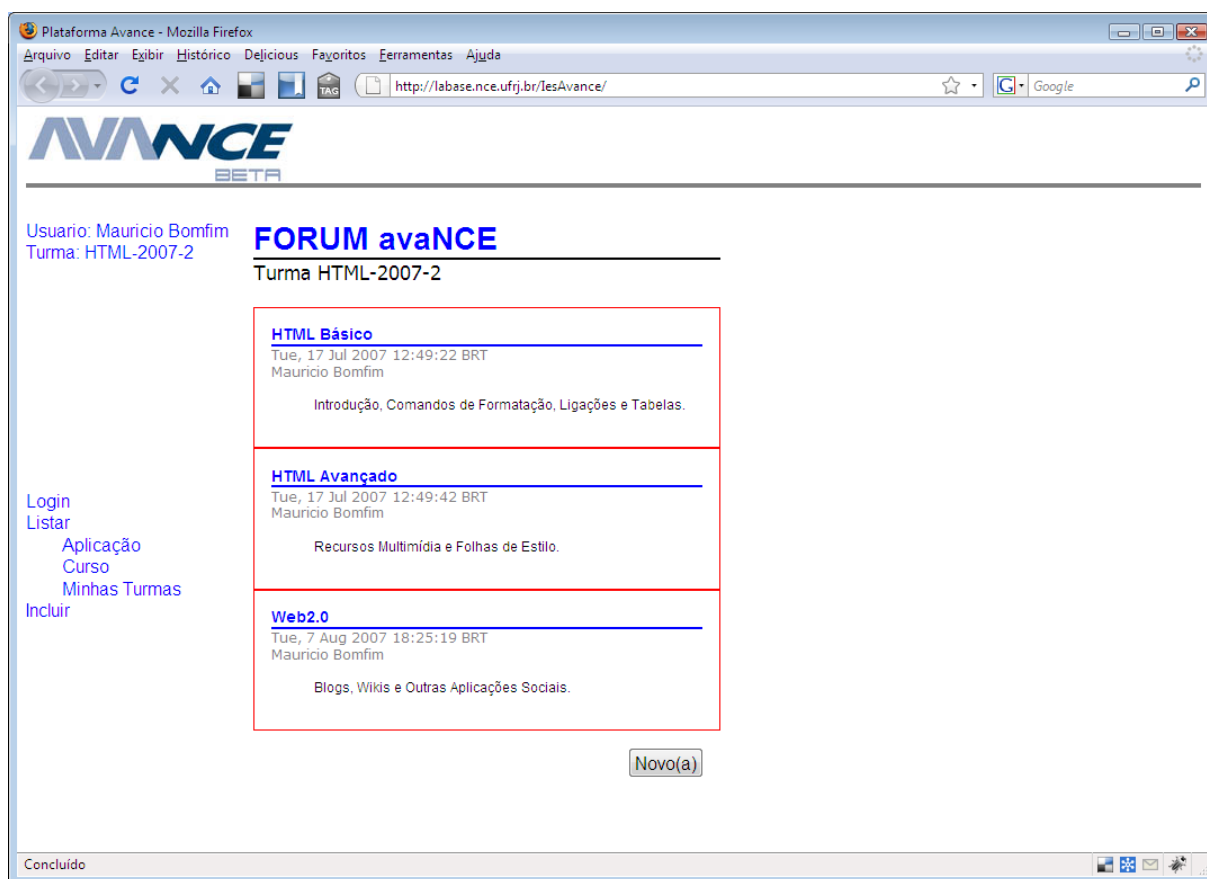 Plataforma Avance - Mozilla Firefox
Arquivo Editar Exibir Histórico Delicious Favoritos Ferramentas Ajuda
TAG http://labase.nce.ufrj.br/IesAvance/ G Google
AVANCE
BETA
Usuario: Mauricio Bomfim
Turma: HTML-2007-2
FORUM avaNCE
Turma HTML-2007-2
HTML Básico
Tue, 17 Jul 2007 12:49:22 BRT
Mauricio Bomfim
Introdução, Comandos de Formatação, Ligações e Tabelas.
HTML Avançado
Tue, 17 Jul 2007 12:49:42 BRT
Mauricio Bomfim
Recursos Multimídia e Folhas de Estilo.
Login
Listar
Aplicação
Curso
Minhas Turmas
Incluir
Web2.0
Tue, 7 Aug 2007 18:25:19 BRT
Mauricio Bomfim
Blogs, Wikis e Outras Aplicações Sociais.
Novo(a)
Concluído